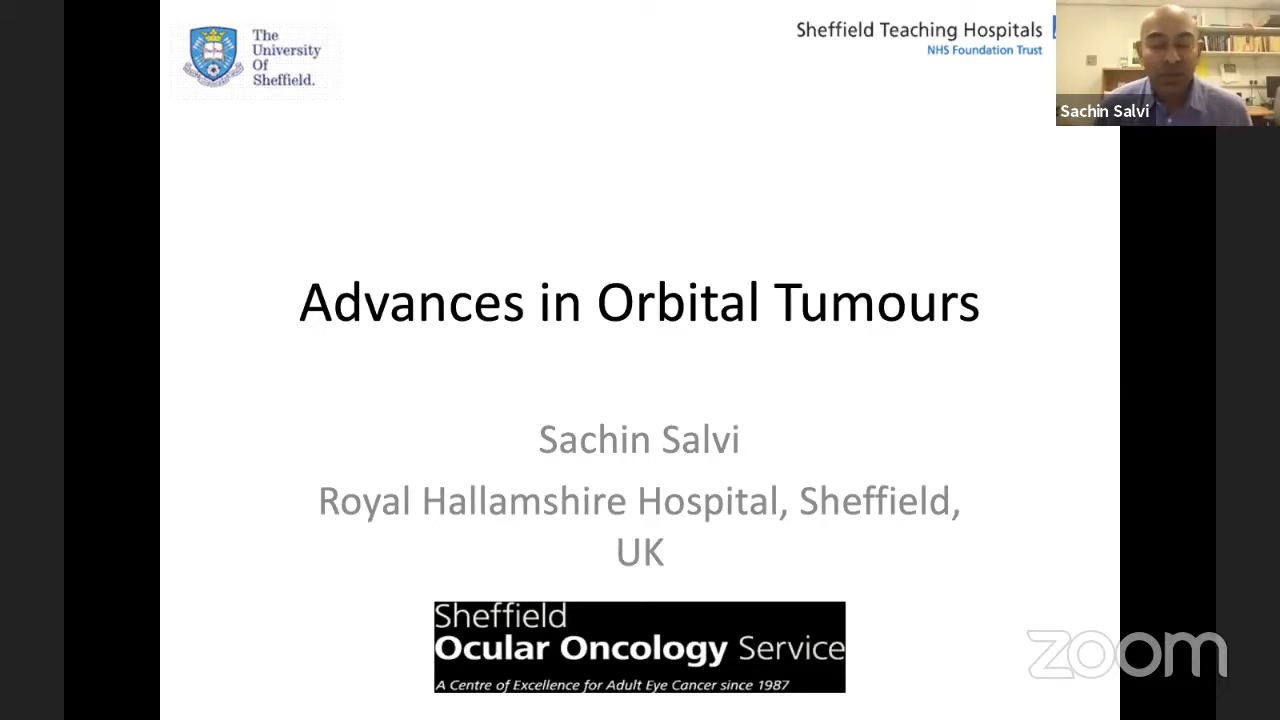 The
University
Of
Sheffield.
Sheffield Teaching Hospitals
NHS Foundation Trust
Sachin Salvi
Advances in Orbital Tumours
Sachin Salvi
Royal Hallamshire Hospital, Sheffield,
UK
Sheffield
Ocular Oncology Service
A Centre of Excellence for Adult Eye Cancer since 1987
zoom